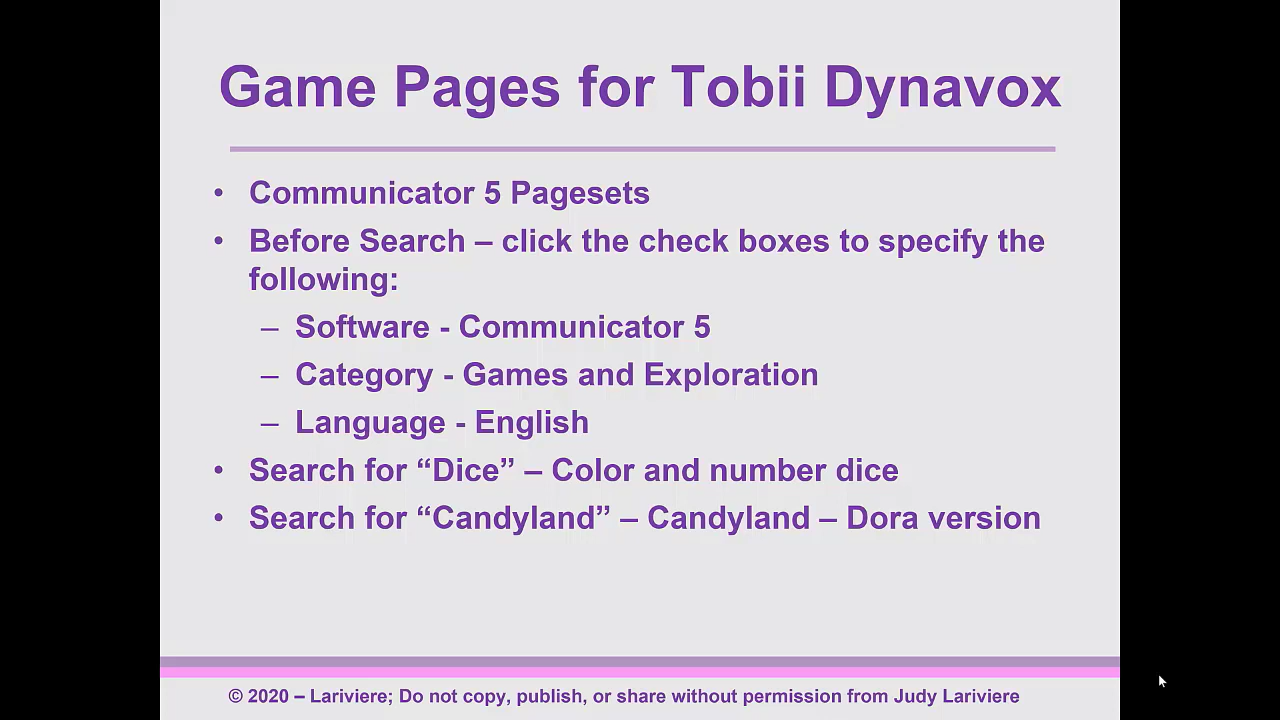 Game Pages for Tobii Dynavox
• Communicator 5 Pagesets
• Before Search – click the check boxes to specify the
following:
– Software - Communicator 5
– Category - Games and Exploration
– Language - English
• Search for “Dice” – Color and number dice
• Search for “Candyland” – Candyland – Dora version
© 2020 – Lariviere; Do not copy, publish, or share without permission from Judy Lariviere